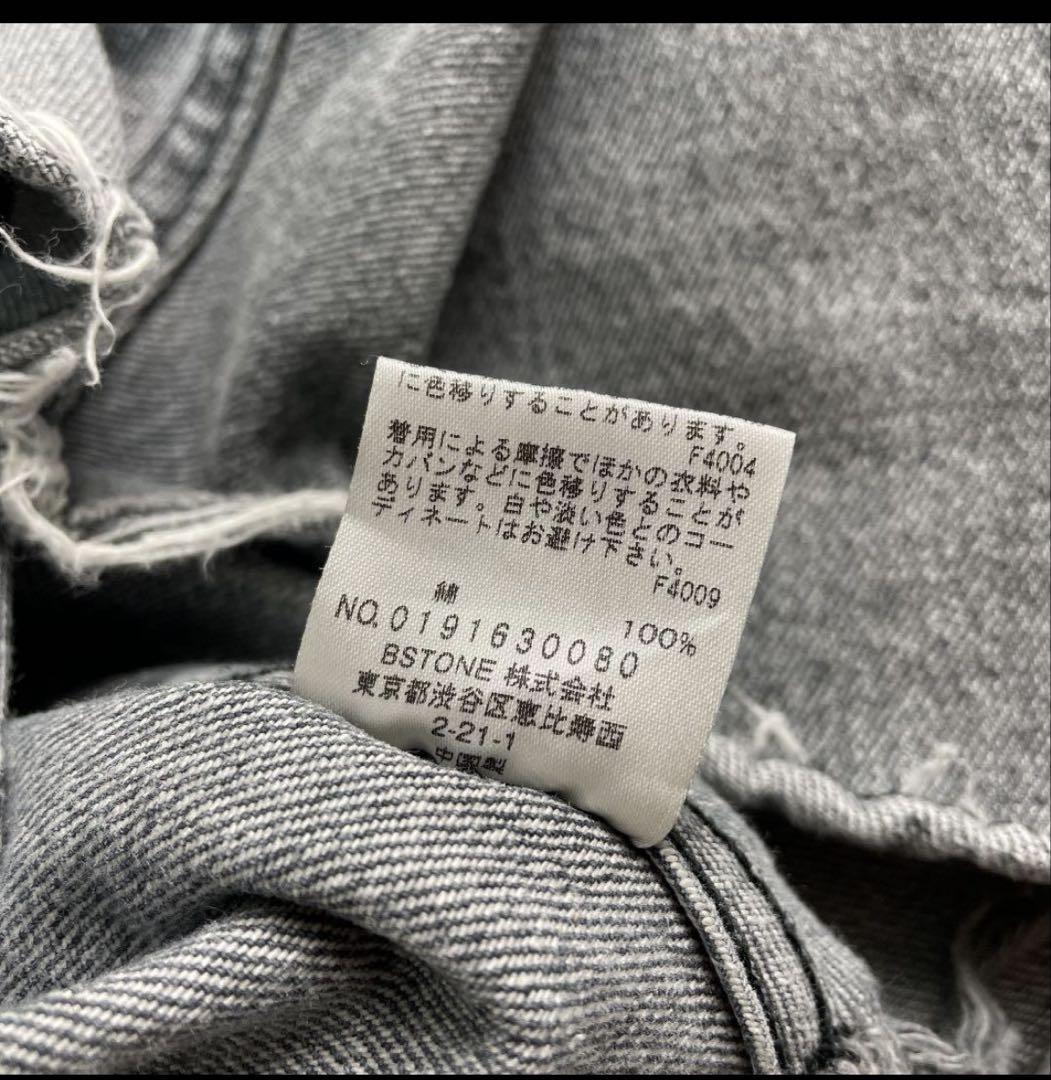 に色移りすることがあります。
F4004
着用による摩擦でほかの衣料や
カバンなどに色移りすることが
あります。白や淡い色とのコー
ディネートはお避け下さい。
F4009
綿 100%
NO.0191630080
BSTONE 株式会社
東京都渋谷区恵比寿西
2-21-1
中国製